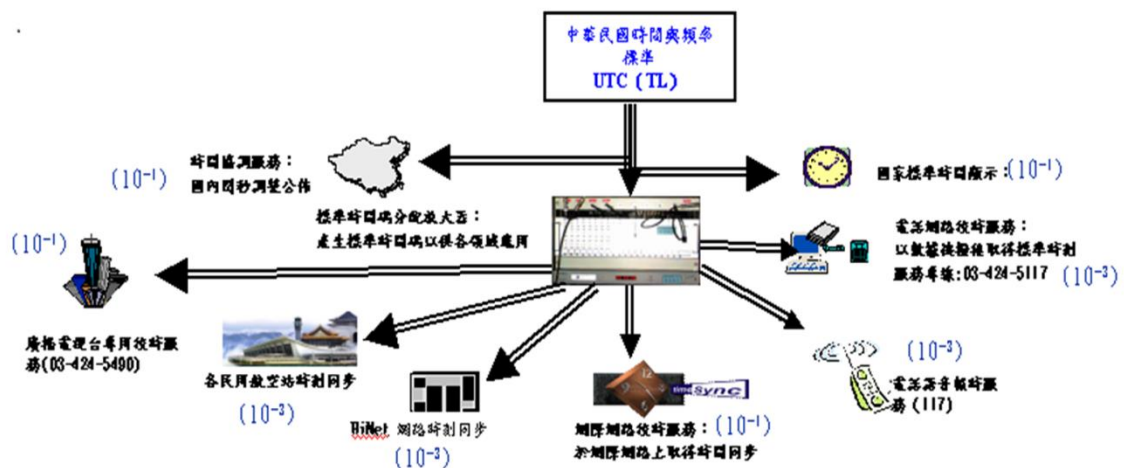 中華民國時間與頻率
標準
UTC (TL)
(10⁻¹)
時間協調服務：
國內閏秒調整公佈
國家標準時間顯示：(10⁻¹)
標準時間碼分配放大器：
產生標準時間碼以供各領域應用
電話網路校時服務：
以數據機撥接取得標準時刻
服務專線:03-424-5117 (10⁻³)
(10⁻¹)
廣播電視台專用校時服
務(03-424-5490)
各民用航空站時刻同步
(10⁻³)
HiNet 網路時刻同步
(10⁻³)
time Sync
網際網路校時服務： (10⁻¹)
於網際網路上取得時間同步
(10⁻³)
電話語音報時服
務 (117)